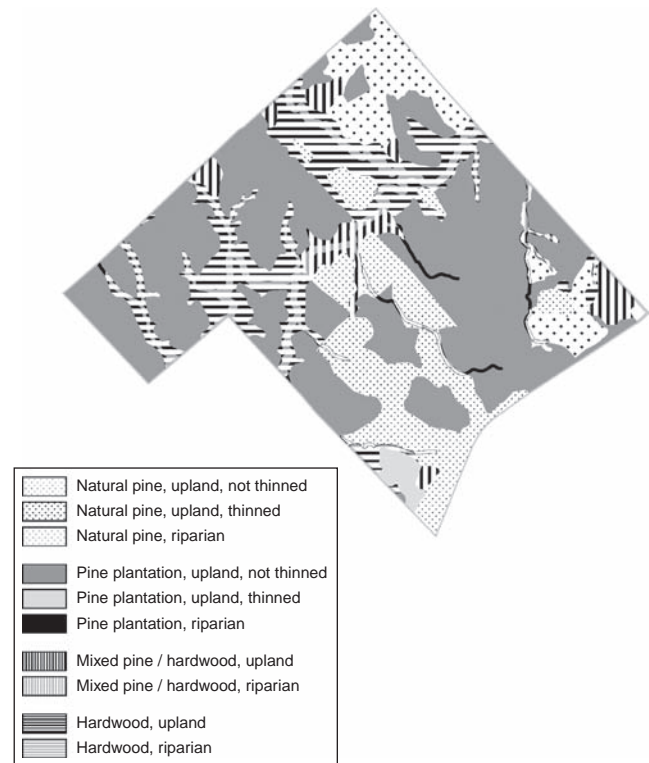 Natural pine, upland, not thinned
Natural pine, upland, thinned
Natural pine, riparian
Pine plantation, upland, not thinned
Pine plantation, upland, thinned
Pine plantation, riparian
Mixed pine / hardwood, upland
Mixed pine / hardwood, riparian
Hardwood, upland
Hardwood, riparian